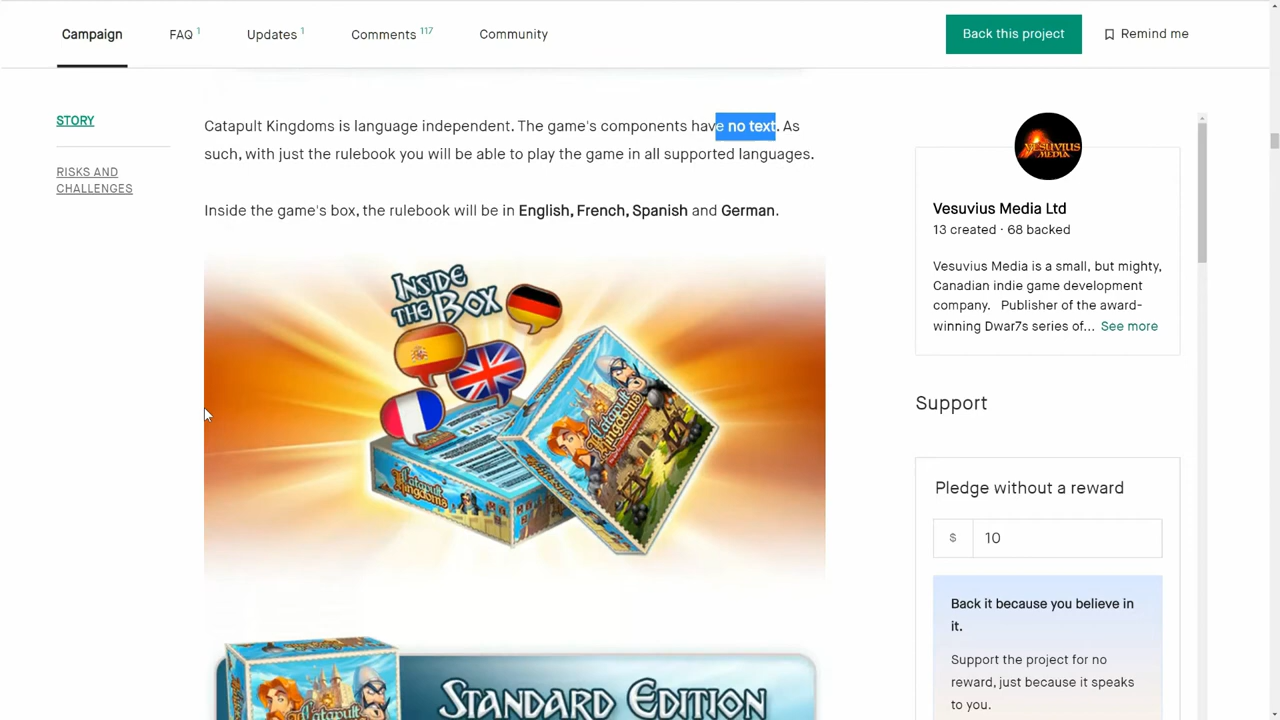 Campaign
FAQ 1
Updates 1
Comments 117
Community
Back this project
Remind me
STORY
RISKS AND
CHALLENGES
Catapult Kingdoms is language independent. The game's components have no text. As
such, with just the rulebook you will be able to play the game in all supported languages.
Inside the game's box, the rulebook will be in English, French, Spanish and German.
INSIDE
THE BOX
Catapult
Kingdoms
Catapult
Kingdoms
Catapult
STANDARD EDITION
VESUVIUS
MEDIA
Vesuvius Media Ltd
13 created · 68 backed
Vesuvius Media is a small, but mighty,
Canadian indie game development
company. Publisher of the award-
winning Dwar7s series of... See more
Support
Pledge without a reward
$ 10
Back it because you believe in
it.
Support the project for no
reward, just because it speaks
to you.